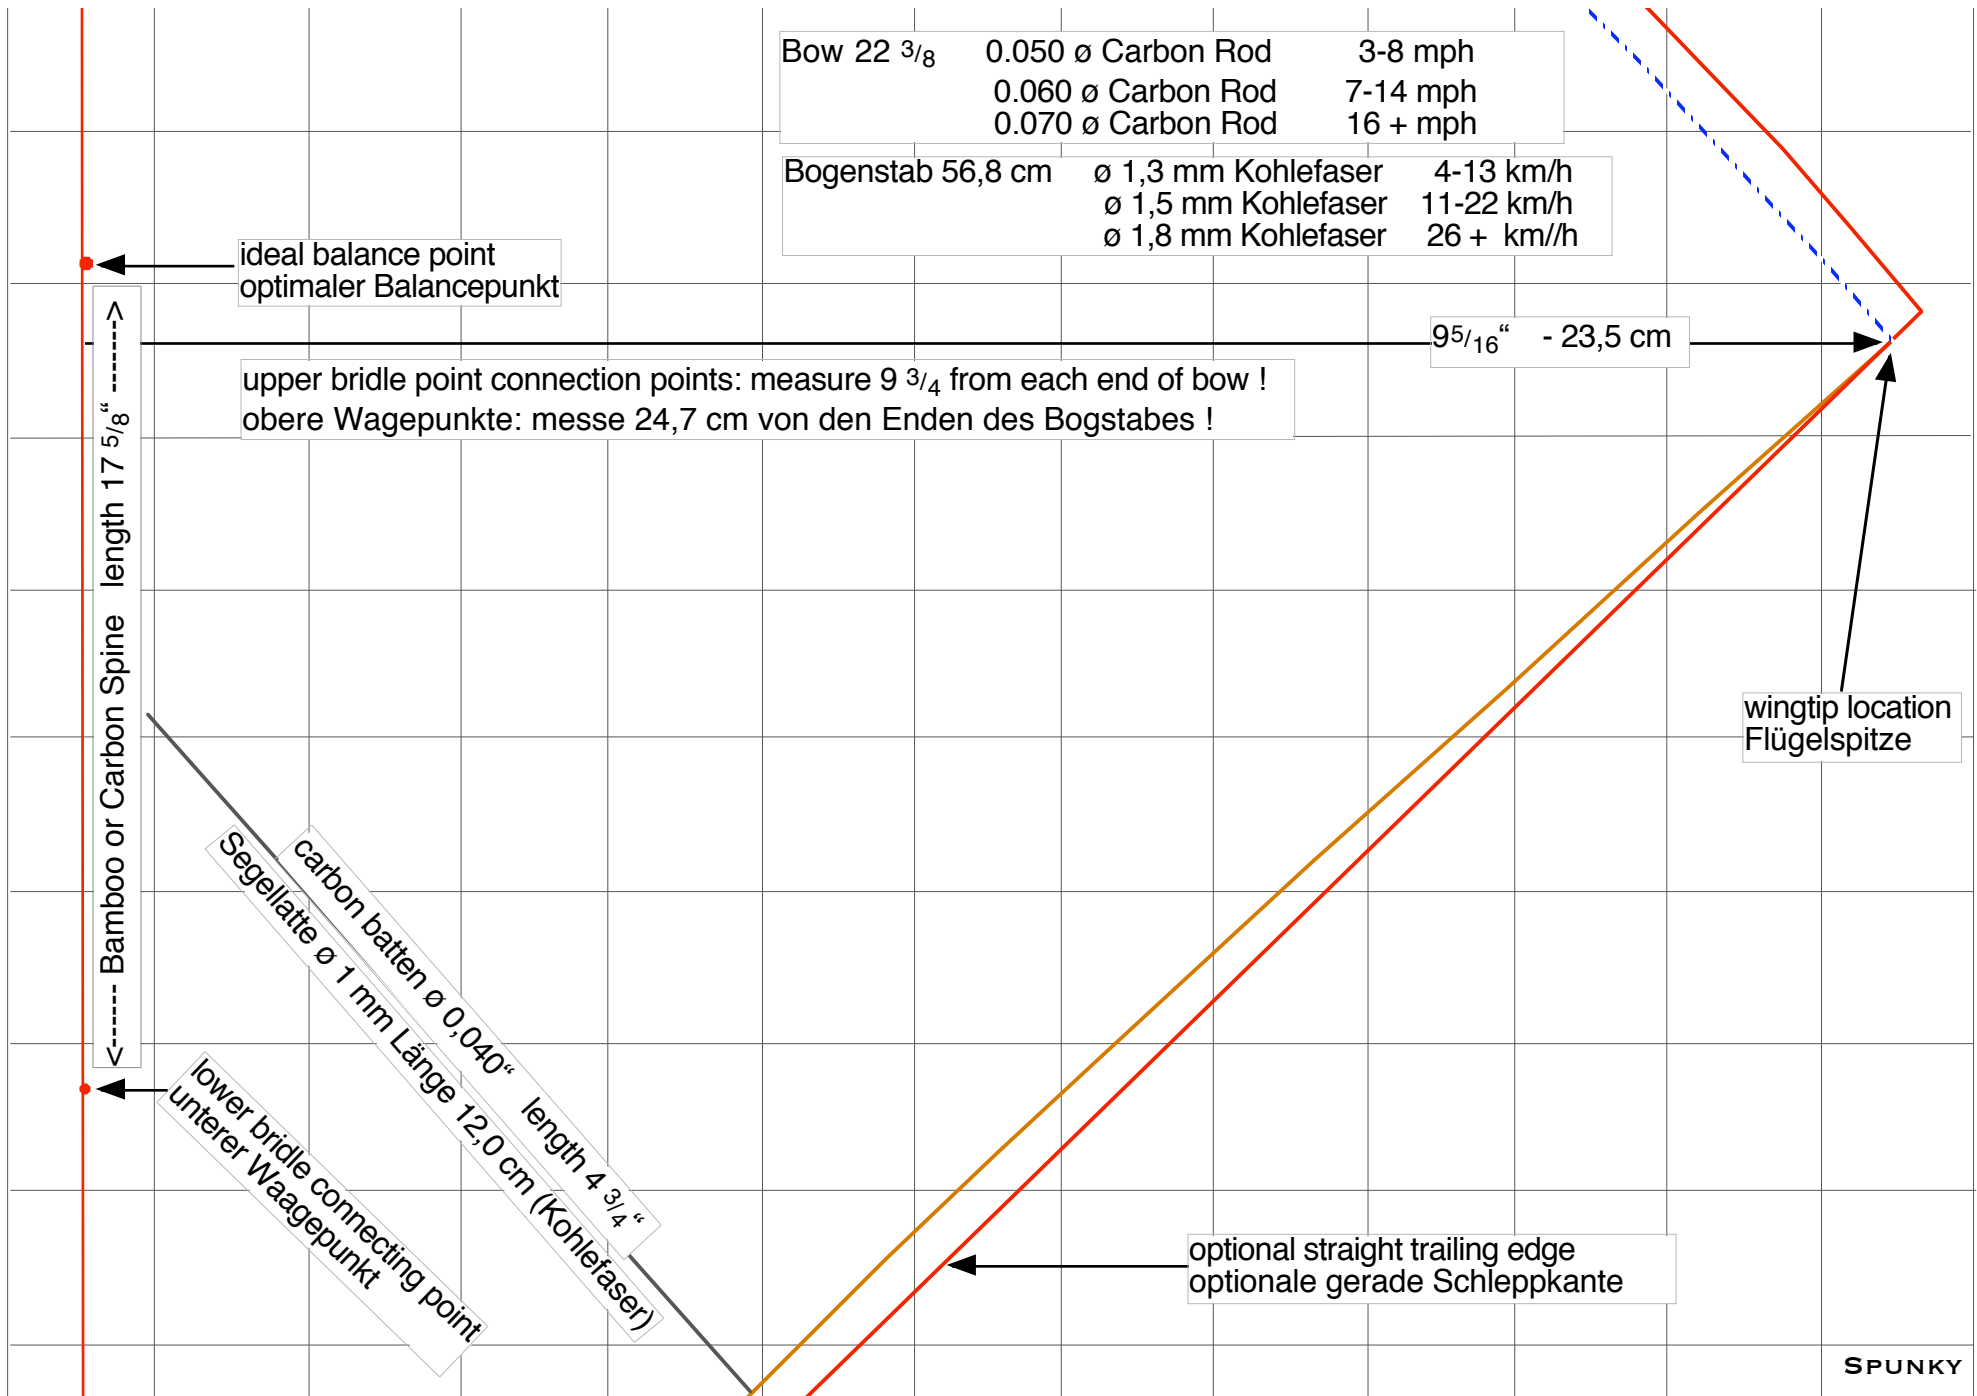 Bow 22 3/8 0.050 ø Carbon Rod 3-8 mph
0.060 ø Carbon Rod 7-14 mph
0.070 ø Carbon Rod 16 + mph
Bogenstab 56,8 cm ø 1,3 mm Kohlefaser 4-13 km/h
ø 1,5 mm Kohlefaser 11-22 km/h
ø 1,8 mm Kohlefaser 26 + km//h
ideal balance point
optimaler Balancepunkt
9 5/16“ - 23,5 cm
upper bridle point connection points: measure 9 3/4 from each end of bow !
obere Wagepunkte: messe 24,7 cm von den Enden des Bogstabes !
<------ Bamboo or Carbon Spine length 17 5/8“ ------->
wingtip location
Flügelspitze
carbon batten ø 0,040“ length 4 3/4 “
Segellatte ø 1 mm Länge 12,0 cm (Kohlefaser)
lower bridle connecting point
unterer Waagepunkt
optional straight trailing edge
optionale gerade Schleppkante
SPUNKY